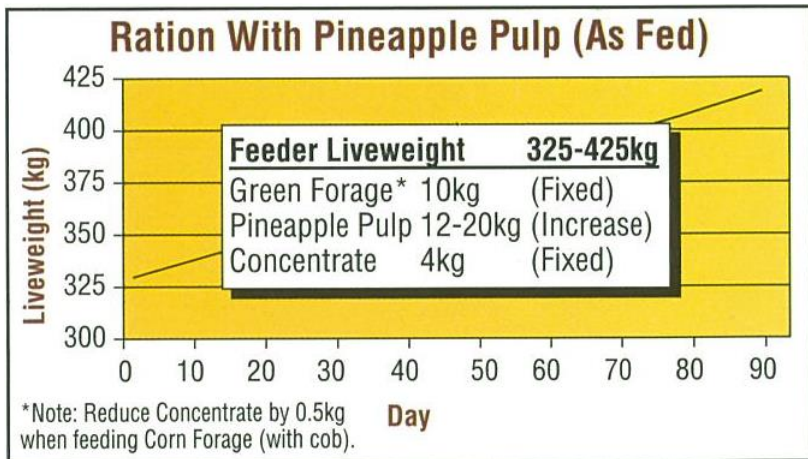 Ration With Pineapple Pulp (As Fed)
Liveweight (kg)
425
400
375
350
325
300
Feeder Liveweight 325-425kg
Green Forage* 10kg (Fixed)
Pineapple Pulp 12-20kg (Increase)
Concentrate 4kg (Fixed)
0 10 20 30 40 50 60 70 80 90
Day
*Note: Reduce Concentrate by 0.5kg
when feeding Corn Forage (with cob).